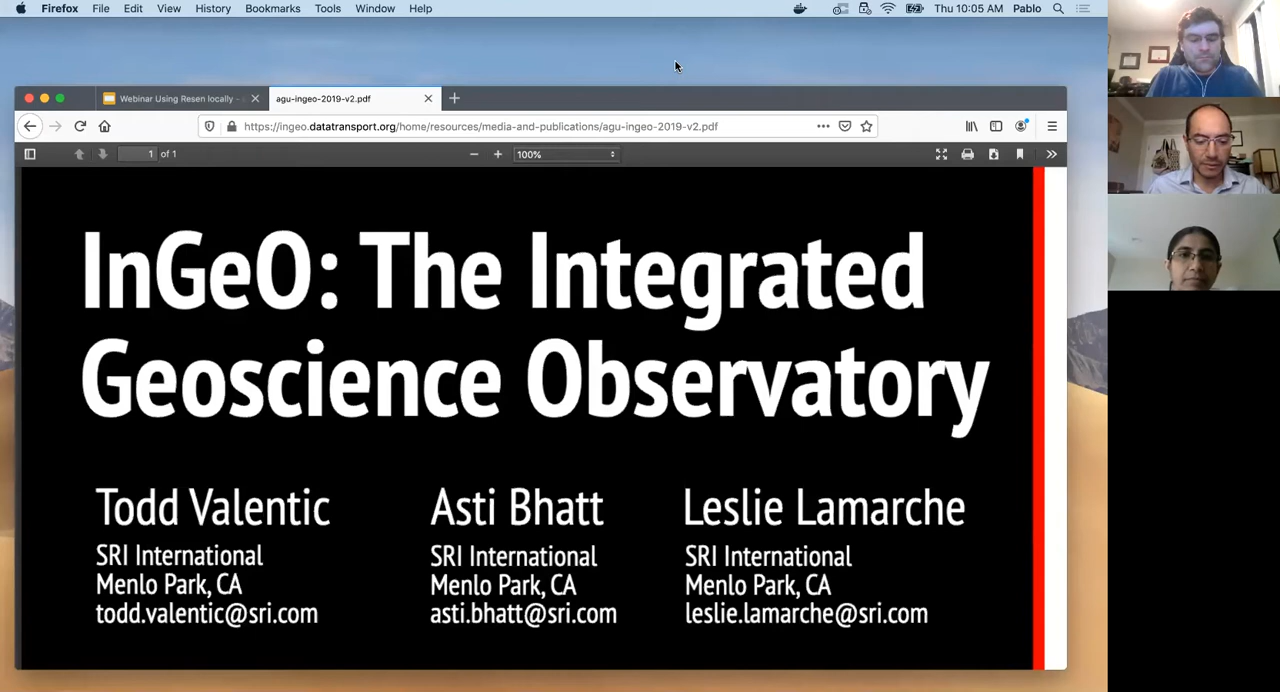 Firefox File Edit View History Bookmarks Tools Window Help Thu 10:05 AM Pablo
Webinar Using Resen locally - agu-ingeo-2019-v2.pdf
https://ingeo.datatransport.org/home/resources/media-and-publications/agu-ingeo-2019-v2.pdf
1 of 1 100%
InGeO: The Integrated
Geoscience Observatory
Todd Valentic Asti Bhatt Leslie Lamarche
SRI International SRI International SRI International
Menlo Park, CA Menlo Park, CA Menlo Park, CA
todd.valentic@sri.com asti.bhatt@sri.com leslie.lamarche@sri.com